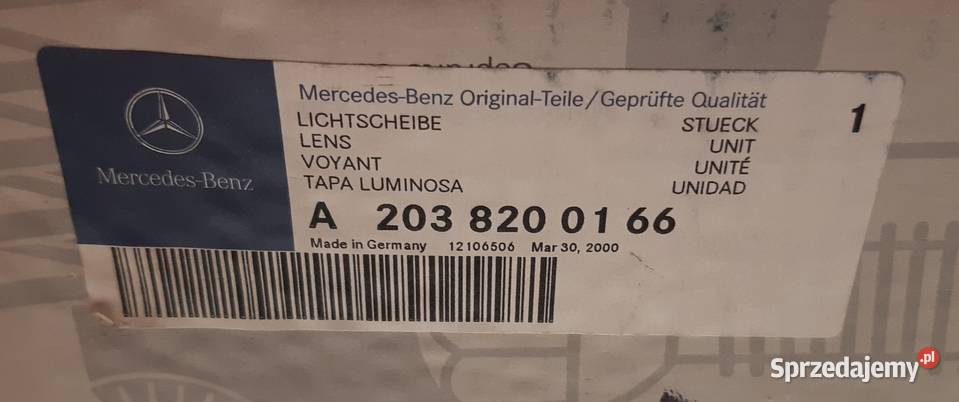 Mercedes-Benz
Mercedes-Benz Original-Teile/Geprüfte Qualität
LICHTSCHEIBE STUECK 1
LENS UNIT
VOYANT UNITÉ
TAPA LUMINOSA UNIDAD
A 203 820 01 66
Made in Germany 12106506 Mar 30, 2000
Sprzedajemy.pl